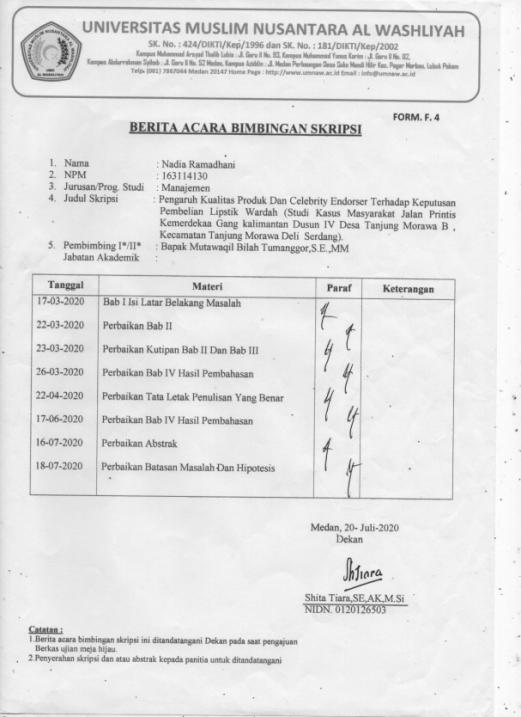 UNIVERSITAS MUSLIM NUSANTARA AL WASHLIYAH
SK. No. : 424/DIKTI/Kep/1996 dan SK. No. : 181/DIKTI/Kep/2002
Kampus Muhammad Arsyad Thalib Lubis : Jl. Garu II No. 93, Kampus Muhammad Yunus Karim : Jl. Garu II No. 02,
Kampus Abdurrahman Syihab : Jl. Garu II No. 52 Medan, Kampus Aziddin : Jl. Medan Perbaungan Desa Suka Mandi Hilir Kec. Pagar Merbau, Lubuk Pakam
Telp. (061) 7867044 Medan 20147 Home Page : http://www.umnaw.ac.id Email : info@umnaw.ac.id
FORM. F. 4
BERITA ACARA BIMBINGAN SKRIPSI
1. Nama : Nadia Ramadhani
2. NPM : 163114130
3. Jurusan/Prog. Studi : Manajemen
4. Judul Skripsi : Pengaruh Kualitas Produk Dan Celebrity Endorser Terhadap Keputusan
Pembelian Lipstik Wardah (Studi Kasus Masyarakat Jalan Printis
Kemerdekaa Gang kalimantan Dusun IV Desa Tanjung Morawa B ,
Kecamatan Tanjung Morawa Deli Serdang).
5. Pembimbing I*/II* : Bapak Mutawaqil Bilah Tumanggor,S.E.,MM
Jabatan Akademik :
Tanggal Materi Paraf Keterangan
17-03-2020 Bab I Isi Latar Belakang Masalah
22-03-2020 Perbaikan Bab II
23-03-2020 Perbaikan Kutipan Bab II Dan Bab III
26-03-2020 Perbaikan Bab IV Hasil Pembahasan
22-04-2020 Perbaikan Tata Letak Penulisan Yang Benar
17-06-2020 Perbaikan Bab IV Hasil Pembahasan
16-07-2020 Perbaikan Abstrak
18-07-2020 Perbaikan Batasan Masalah Dan Hipotesis
Medan, 20- Juli-2020
Dekan
Shita Tiara,SE,AK,M.Si
NIDN. 0120126503
Catatan :
1.Berita acara bimbingan skripsi ini ditandatangani Dekan pada saat pengajuan
Berkas ujian meja hijau.
2.Penyerahan skripsi dan atau abstrak kepada panitia untuk ditandatangani